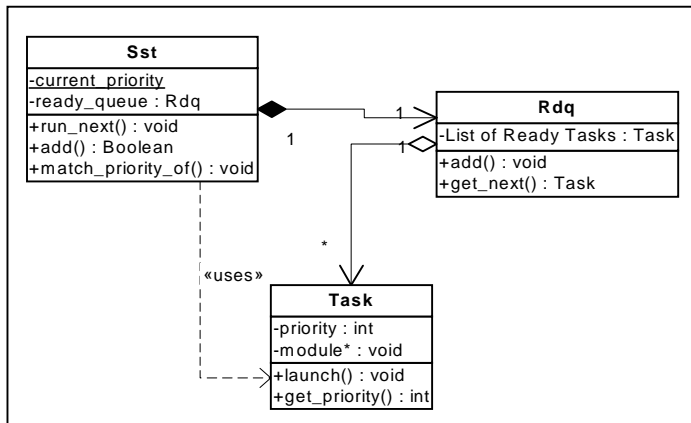 Sst
-current_priority
-ready_queue : Rdq
+run_next() : void
+add() : Boolean
+match_priority_of() : void
1
1
Rdq
-List of Ready Tasks : Task
+add() : void
+get_next() : Task
1
*
«uses»
Task
-priority : int
-module* : void
+launch() : void
+get_priority() : int